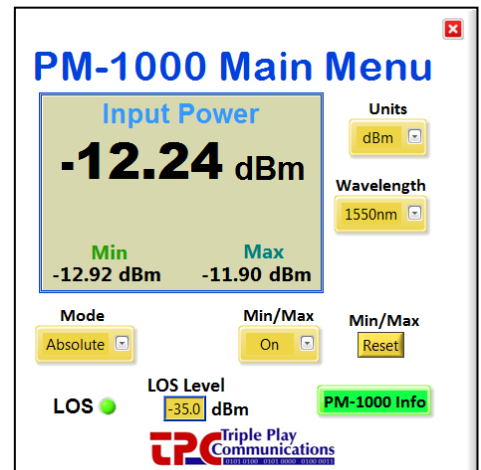 PM-1000 Main Menu
Input Power
-12.24 dBm
Min Max
-12.92 dBm -11.90 dBm
Units
dBm
Wavelength
1550nm
Mode
Absolute
Min/Max
On
Min/Max
Reset
LOS
LOS Level
-35.0 dBm
PM-1000 Info
TPC Triple Play
Communications
0101 0100 0101 0000 0100 0011